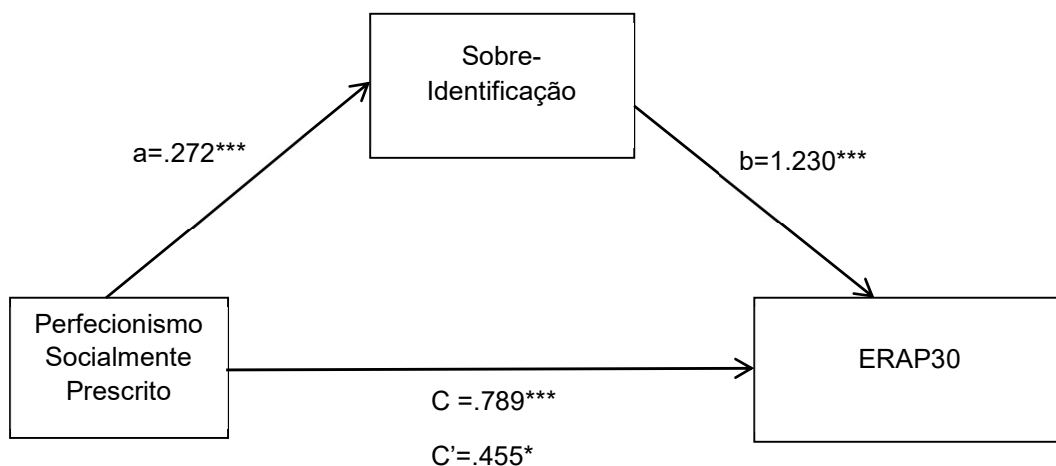 Sobre-
Identificação
a=.272***
b=1.230***
Perfecionismo
Socialmente
Prescrito
ERAP30
C =.789***
C’=.455*